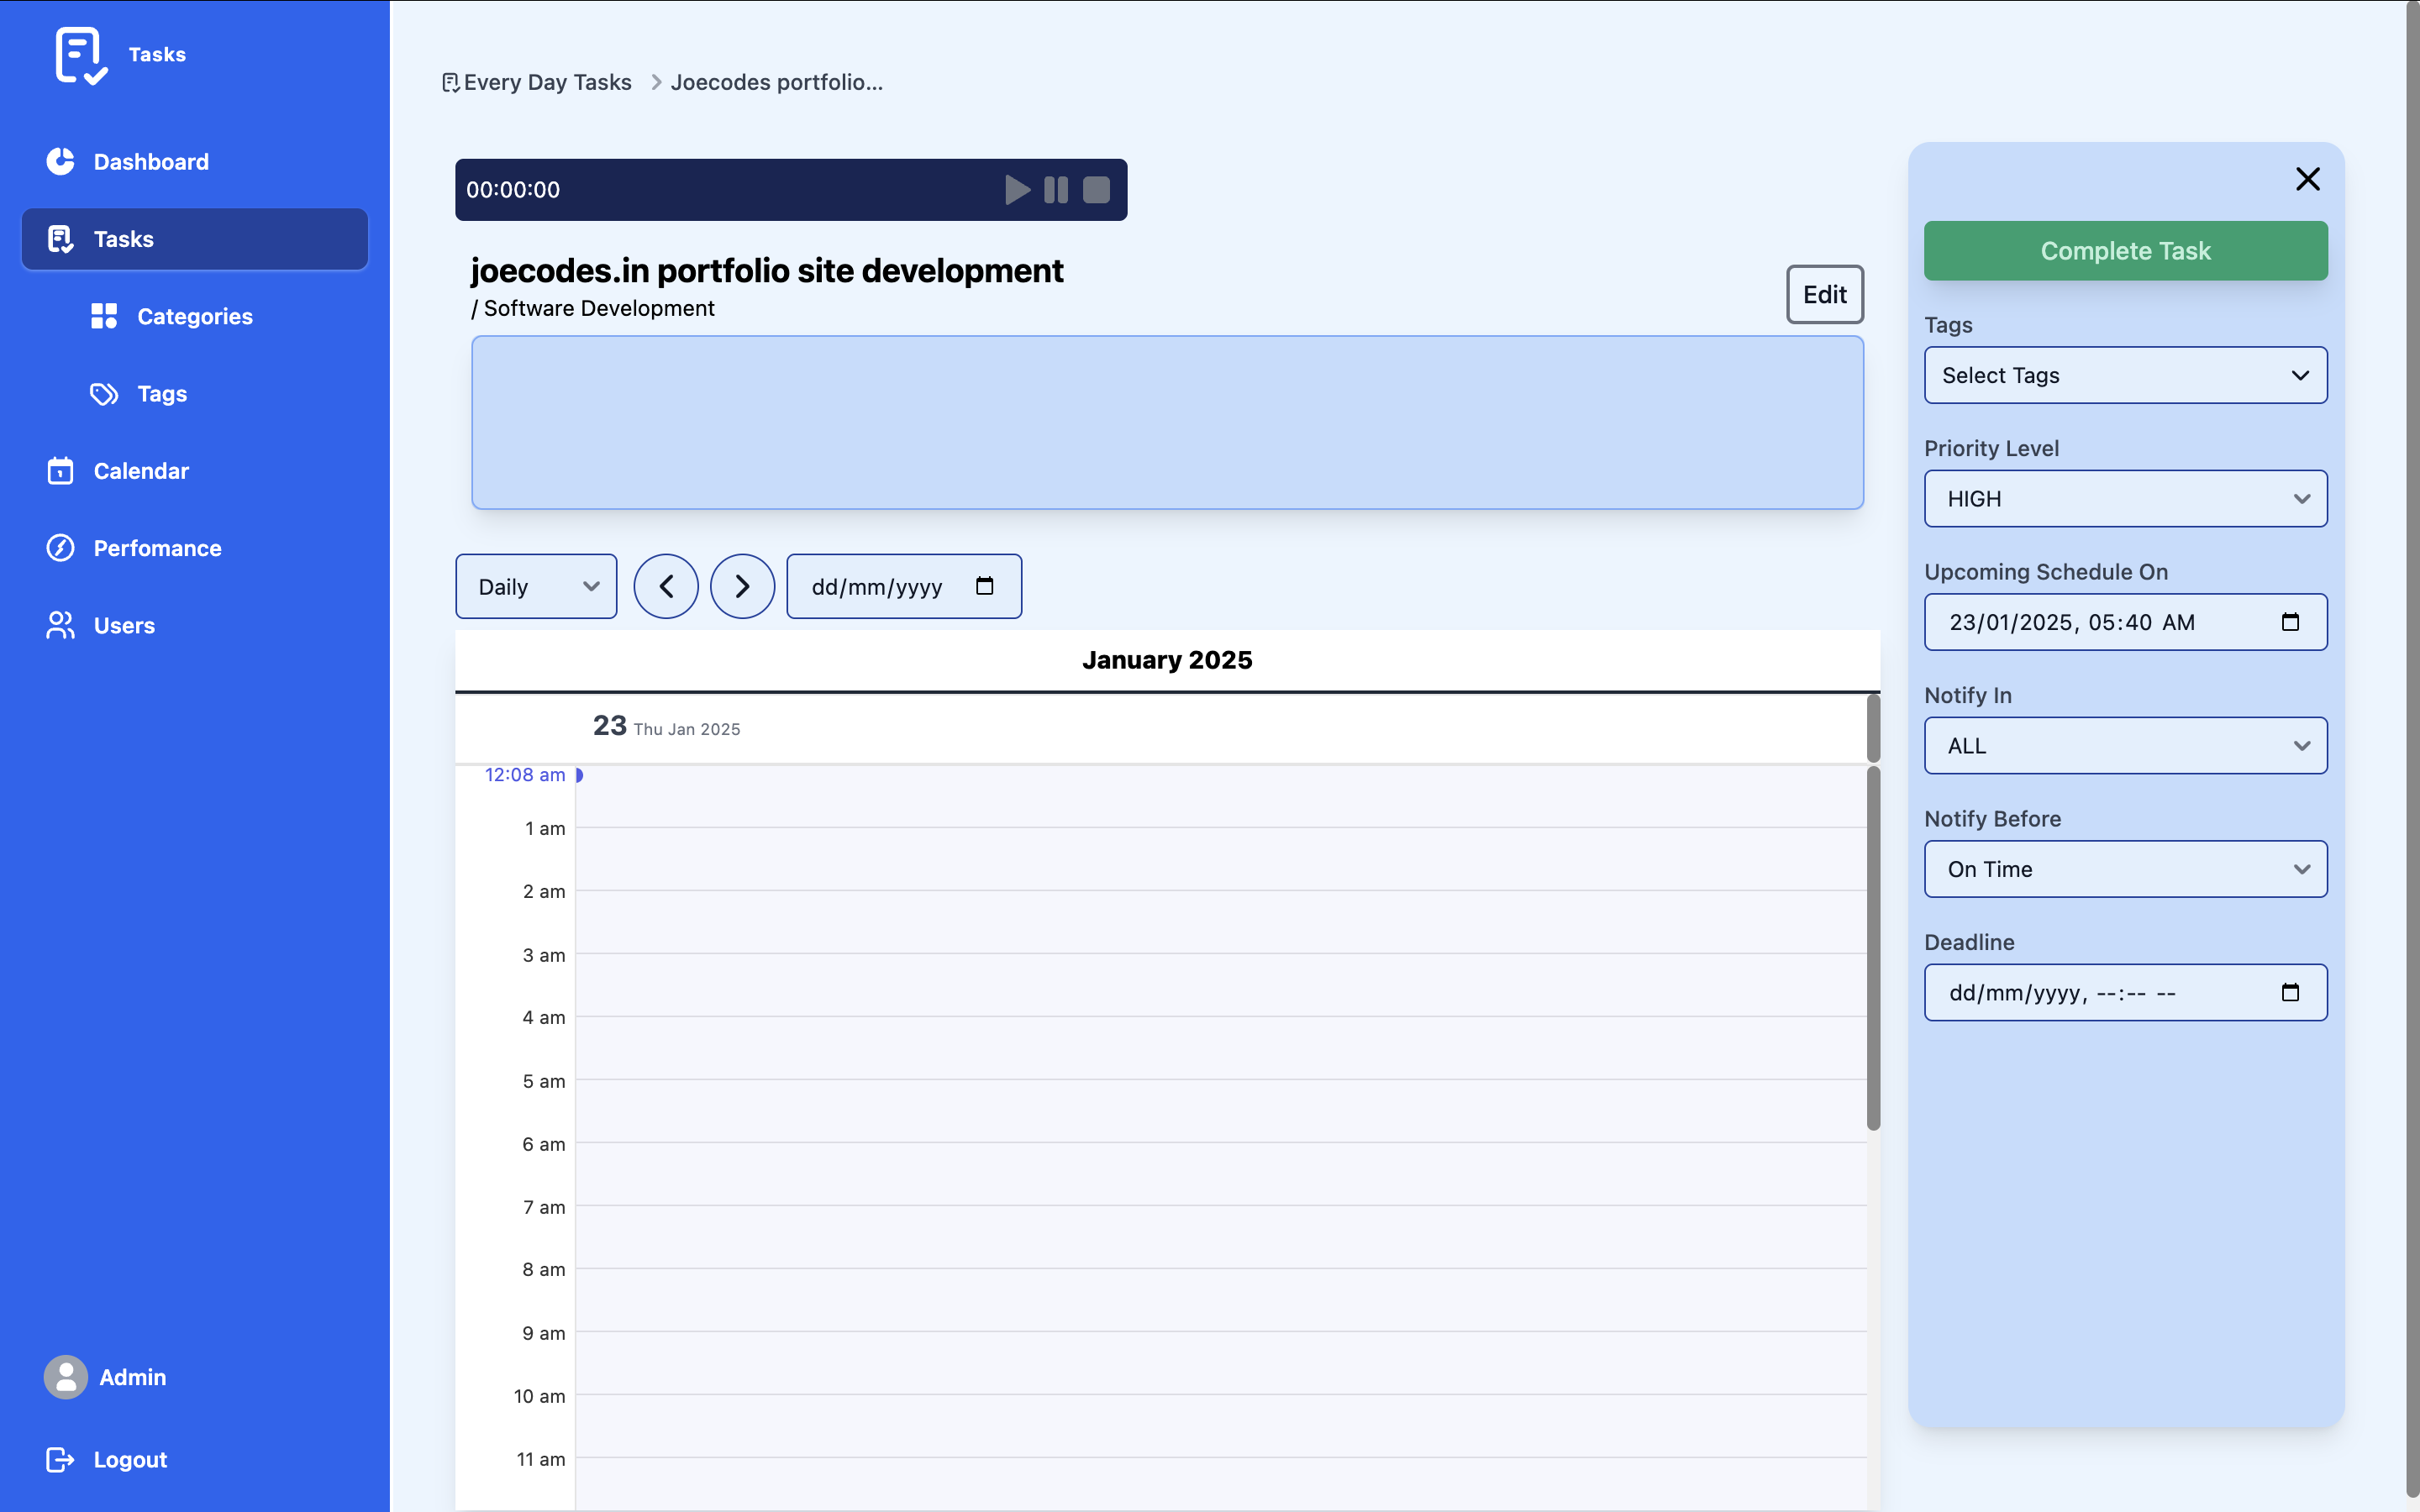 Tasks
Dashboard
Tasks
Categories
Tags
Calendar
Perfomance
Users
Admin
Logout
Every Day Tasks
Joecodes portfolio...
00:00:00
joecodes.in portfolio site development
/ Software Development
Edit
Daily
dd/mm/yyyy
January 2025
23 Thu Jan 2025
12:08 am
1 am
2 am
3 am
4 am
5 am
6 am
7 am
8 am
9 am
10 am
11 am
Complete Task
Tags
Select Tags
Priority Level
HIGH
Upcoming Schedule On
23/01/2025, 05:40 AM
Notify In
ALL
Notify Before
On Time
Deadline
dd/mm/yyyy, --:-- --